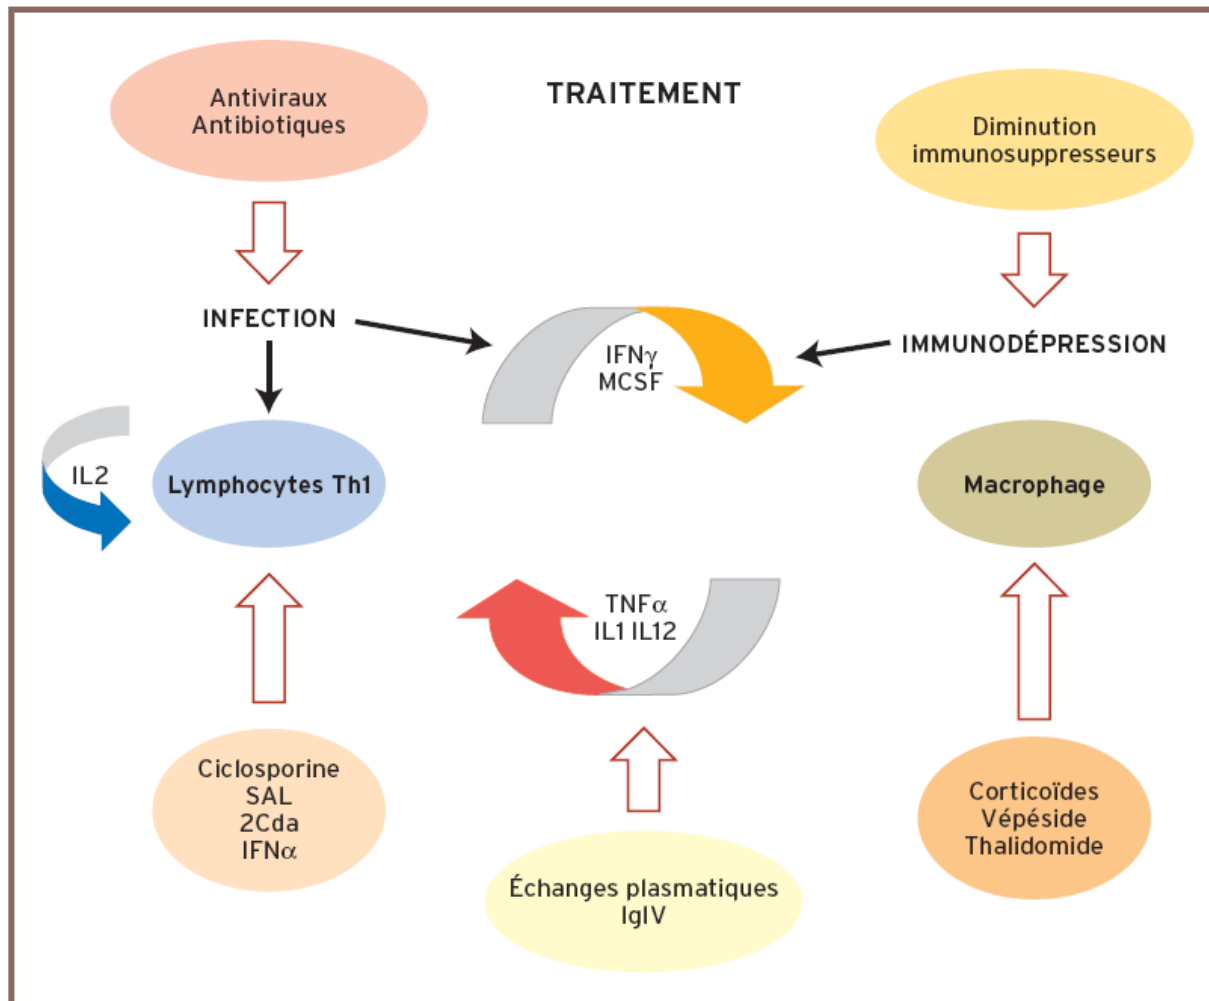 TRAITEMENT
Antiviraux
Antibiotiques
Diminution
immunosuppresseurs
INFECTION
IMMUNODÉPRESSION
IFNγ
MCSF
IL2
Lymphocytes Th1
Macrophage
TNFα
IL1 IL12
Ciclosporine
SAL
2Cda
IFNα
Échanges plasmatiques
IgIV
Corticoïdes
Vépéside
Thalidomide